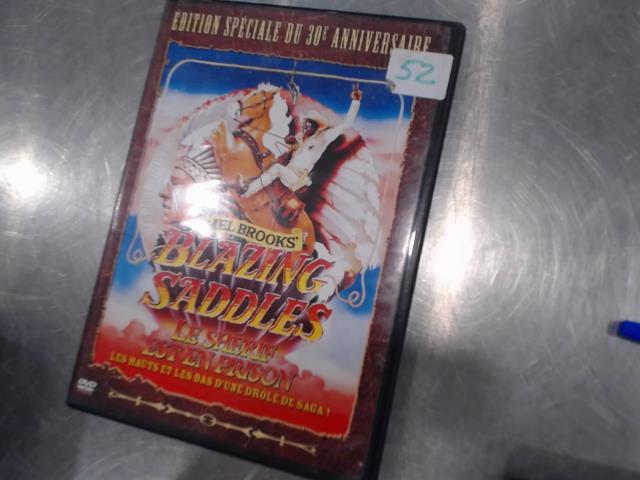 ÉDITION SPÉCIALE DU 30E ANNIVERSAIRE
52
MEL BROOKS'
BLAZING
SADDLES
LE SHÉRIF
EST EN PRISON
LES HAUTS ET LES BAS D'UNE DRÔLE DE SAGA !
DVD